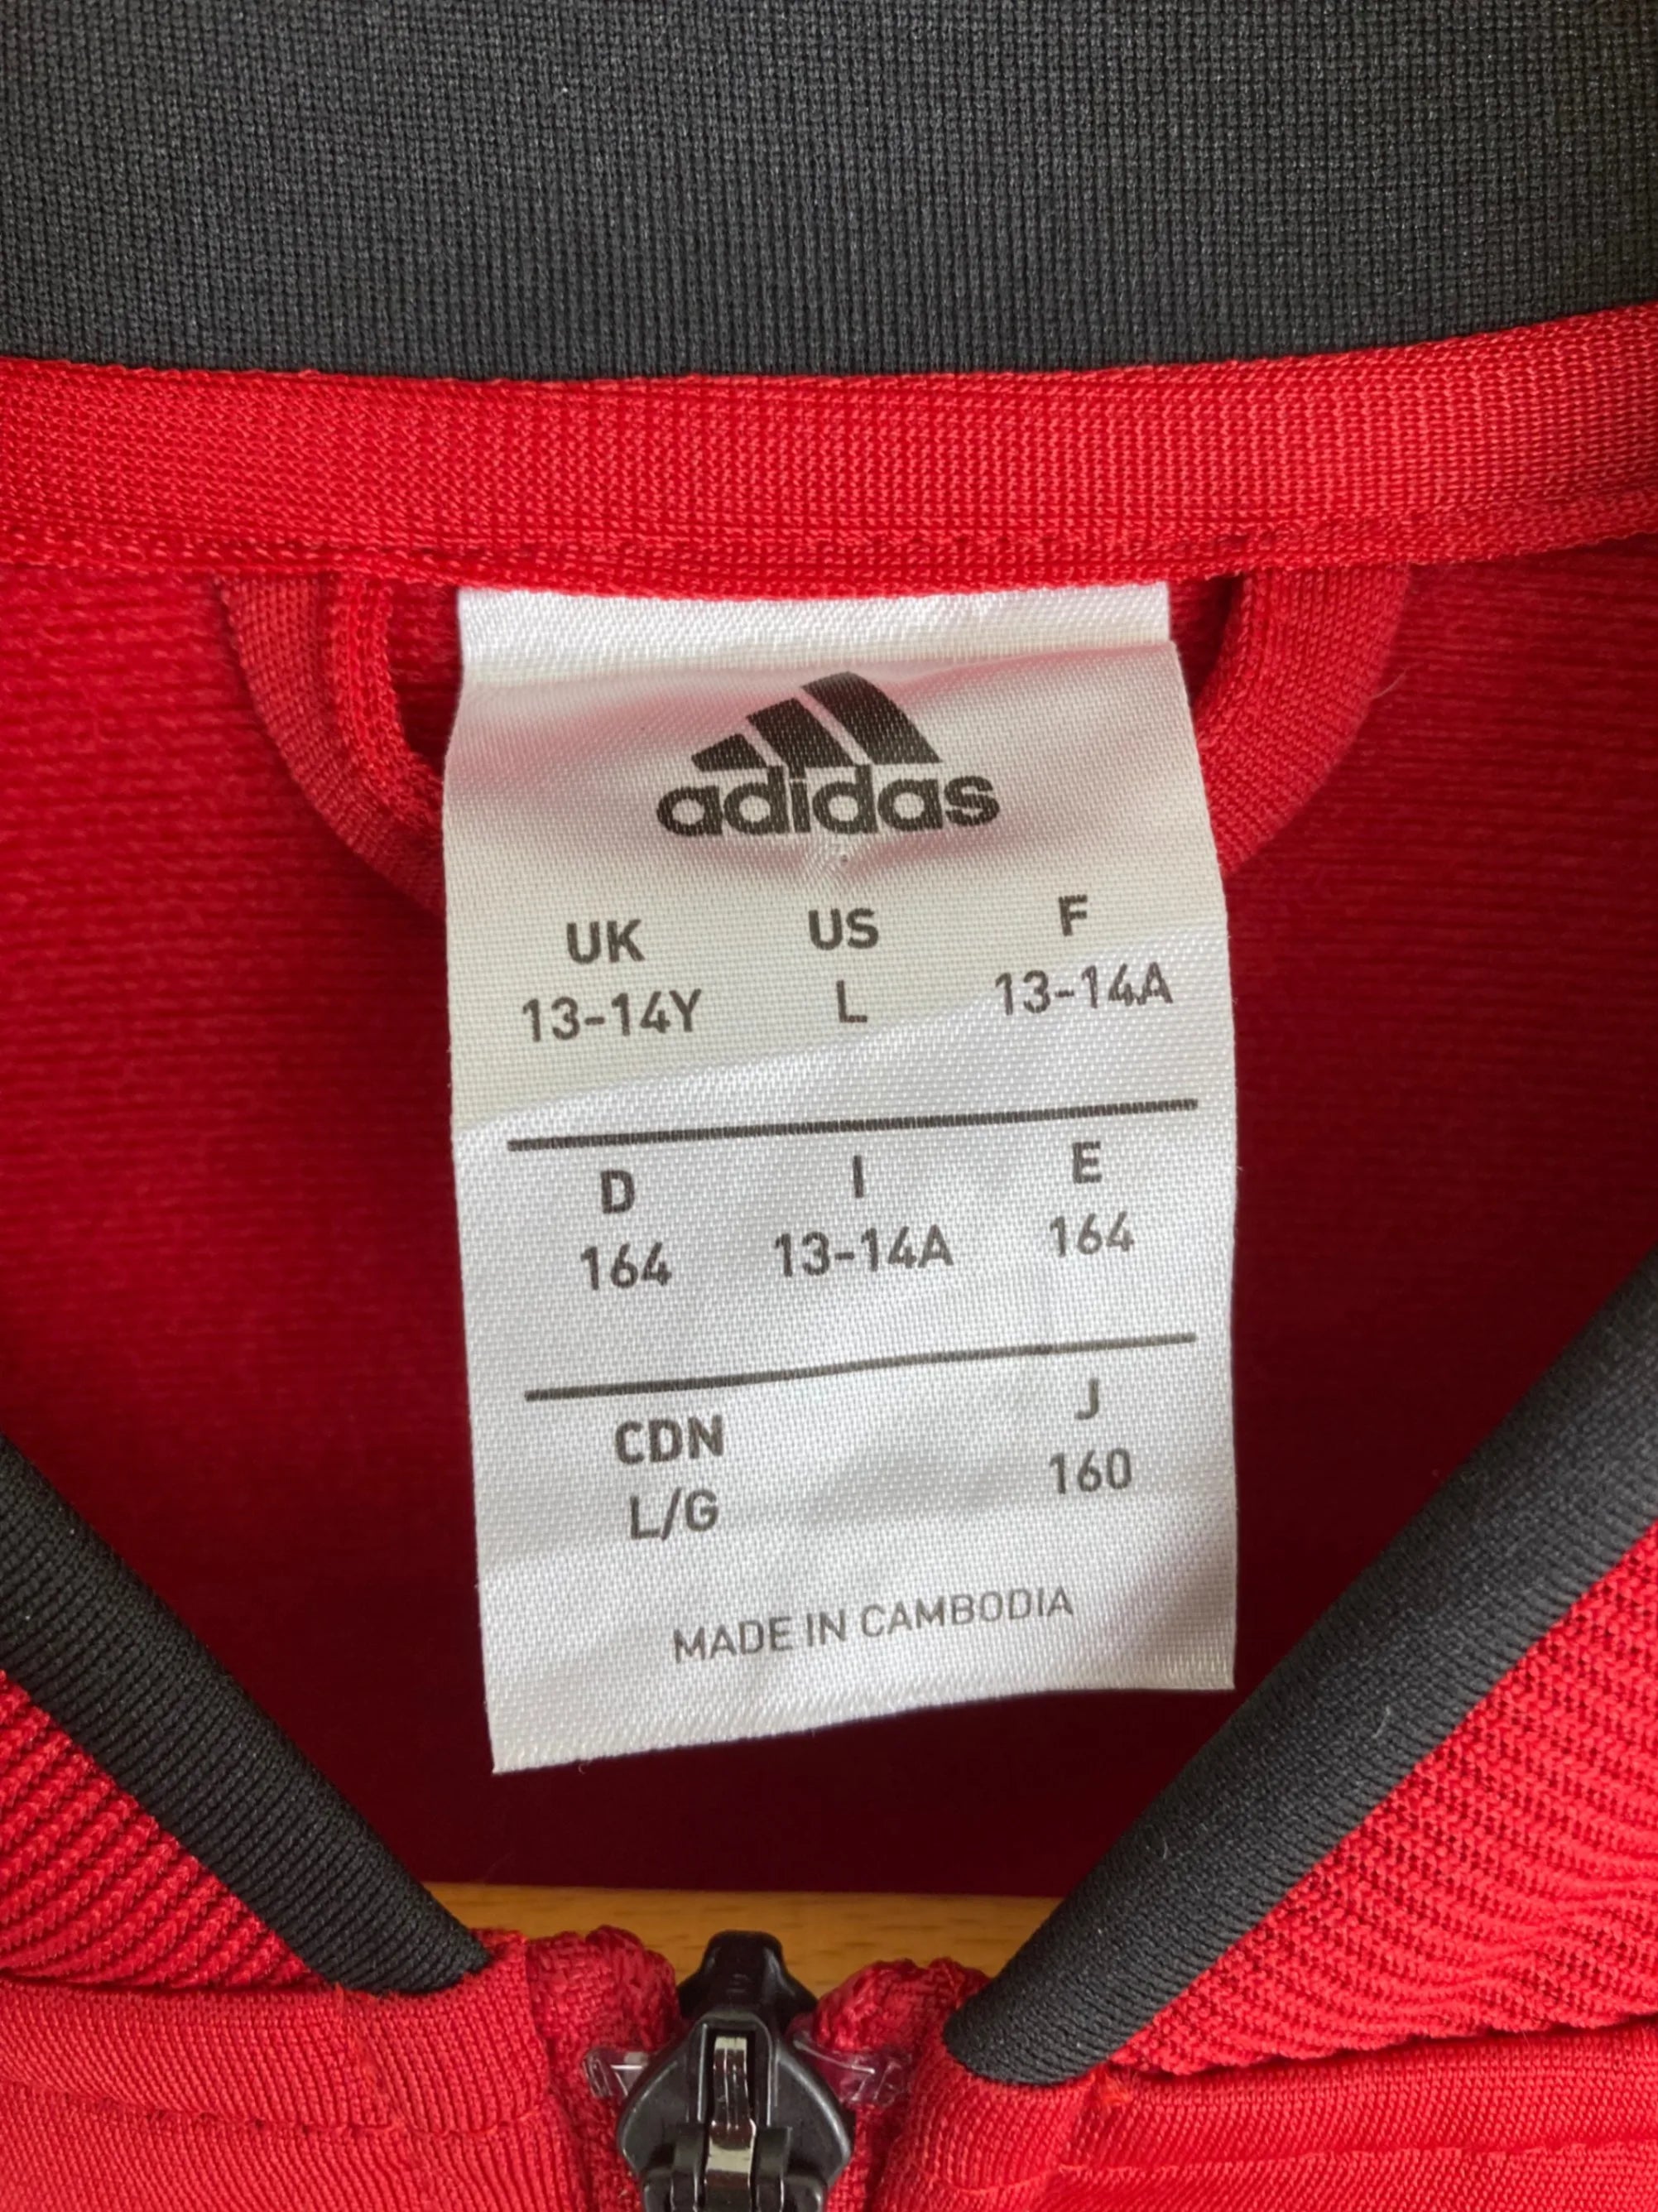 adidas
UK US F
13-14Y L 13-14A
D I E
164 13-14A 164
CDN J
L/G 160
MADE IN CAMBODIA